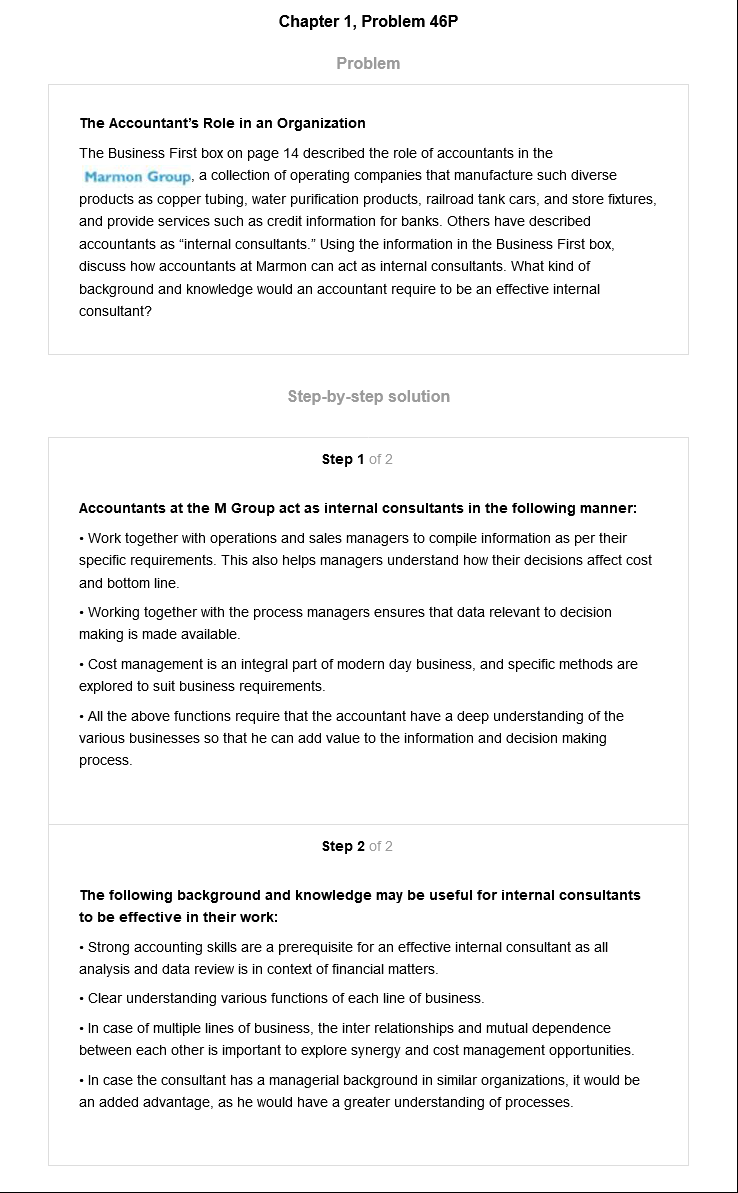 Chapter 1, Problem 46P
Problem
The Accountant’s Role in an Organization
The Business First box on page 14 described the role of accountants in the
Marmon Group, a collection of operating companies that manufacture such diverse
products as copper tubing, water purification products, railroad tank cars, and store fixtures,
and provide services such as credit information for banks. Others have described
accountants as “internal consultants.” Using the information in the Business First box,
discuss how accountants at Marmon can act as internal consultants. What kind of
background and knowledge would an accountant require to be an effective internal
consultant?
Step-by-step solution
Step 1 of 2
Accountants at the M Group act as internal consultants in the following manner:
• Work together with operations and sales managers to compile information as per their
specific requirements. This also helps managers understand how their decisions affect cost
and bottom line.
• Working together with the process managers ensures that data relevant to decision
making is made available.
• Cost management is an integral part of modern day business, and specific methods are
explored to suit business requirements.
• All the above functions require that the accountant have a deep understanding of the
various businesses so that he can add value to the information and decision making
process.
Step 2 of 2
The following background and knowledge may be useful for internal consultants
to be effective in their work:
• Strong accounting skills are a prerequisite for an effective internal consultant as all
analysis and data review is in context of financial matters.
• Clear understanding various functions of each line of business.
• In case of multiple lines of business, the inter relationships and mutual dependence
between each other is important to explore synergy and cost management opportunities.
• In case the consultant has a managerial background in similar organizations, it would be
an added advantage, as he would have a greater understanding of processes.